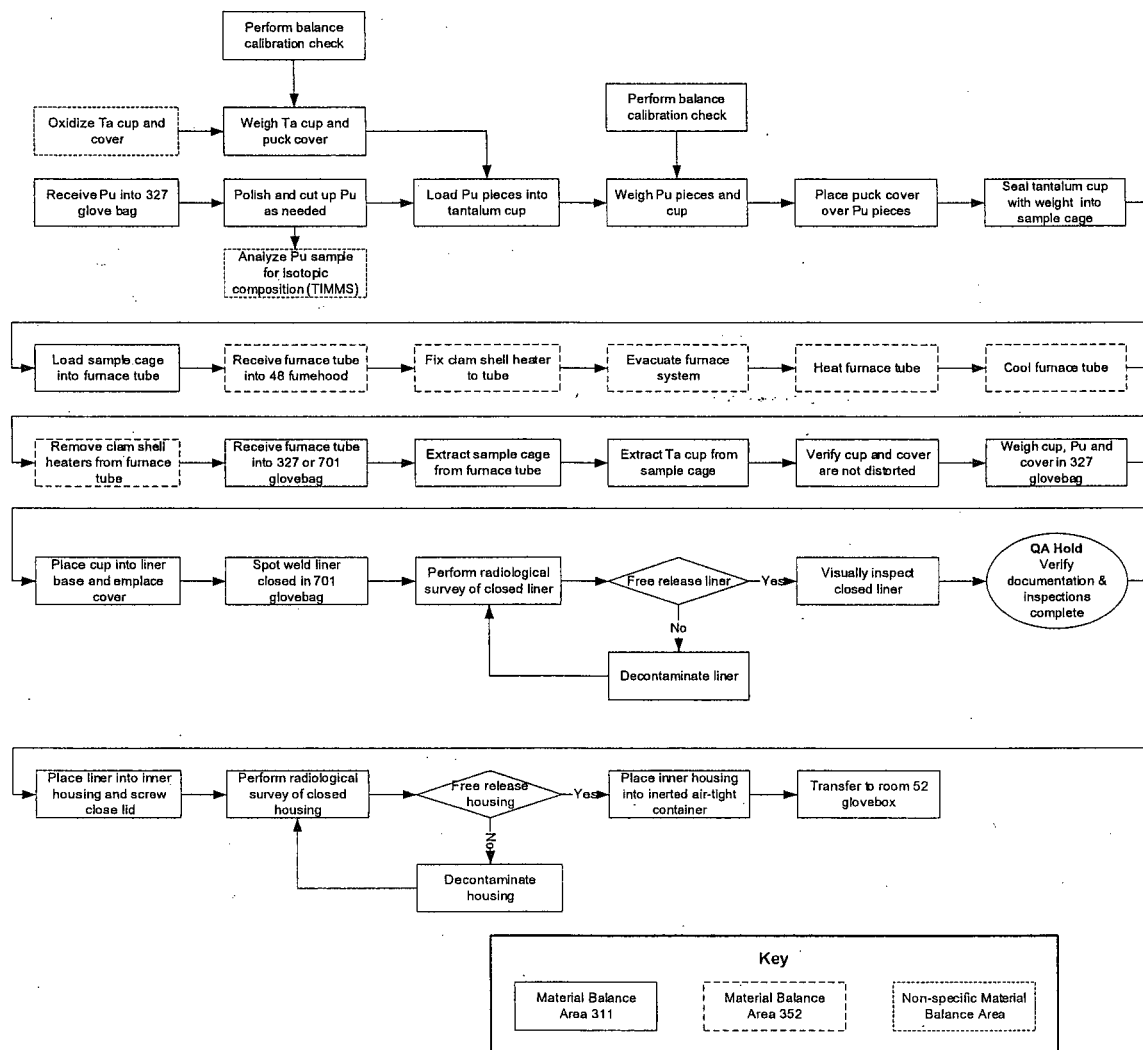 Perform balance
calibration check
Perform balance
calibration check
Oxidize Ta cup and
cover
Weigh Ta cup and
puck cover
Receive Pu into 327
glove bag
Polish and cut up Pu
as needed
Load Pu pieces into
tantalum cup
Weigh Pu pieces and
cup
Place puck cover
over Pu pieces
Seal tantalum cup
with weight into
sample cage
Analyze Pu sample
for isotopic
composition (TIMMS)
Load sample cage
into furnace tube
Receive furnace tube
into 48 fumehood
Fix clam shell heater
to tube
Evacuate furnace
system
Heat furnace tube
Cool furnace tube
Remove clam shell
heaters from furnace
tube
Receive furnace tube
into 327 or 701
glovebag
Extract sample cage
from furnace tube
Extract Ta cup from
sample cage
Verify cup and cover
are not distorted
Weigh cup, Pu and
cover in 327
glovebag
Place cup into liner
base and emplace
cover
Spot weld liner
closed in 701
glovebag
Perform radiological
survey of closed liner
Free release liner
Yes
Visually inspect
closed liner
QA Hold
Verify
documentation &
inspections
complete
No
Decontaminate liner
Place liner into inner
housing and screw
close lid
Perform radiological
survey of closed
housing
Free release
housing
Yes
Place inner housing
into inerted air-tight
container
Transfer to room 52
glovebox
No
Decontaminate
housing
Key
Material Balance
Area 311
Material Balance
Area 352
Non-specific Material
Balance Area